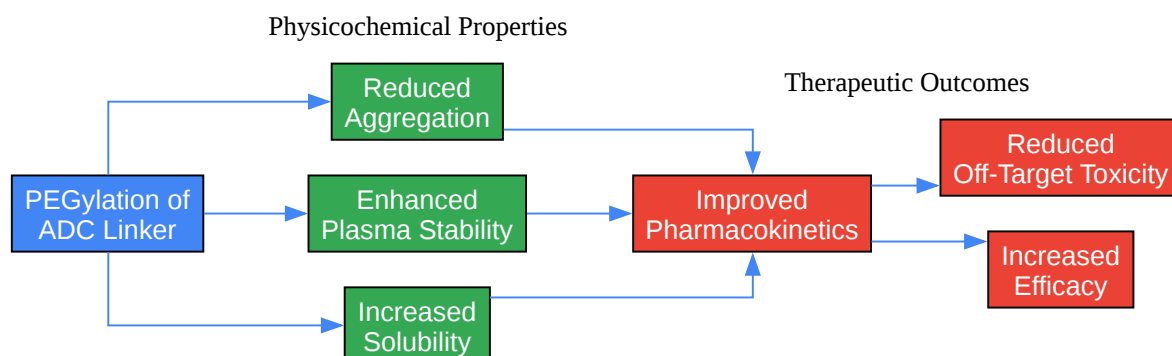 Physicochemical Properties
Therapeutic Outcomes
Reduced
Aggregation
PEGylation of
ADC Linker
Enhanced
Plasma Stability
Increased
Solubility
Improved
Pharmacokinetics
Reduced
Off-Target Toxicity
Increased
Efficacy